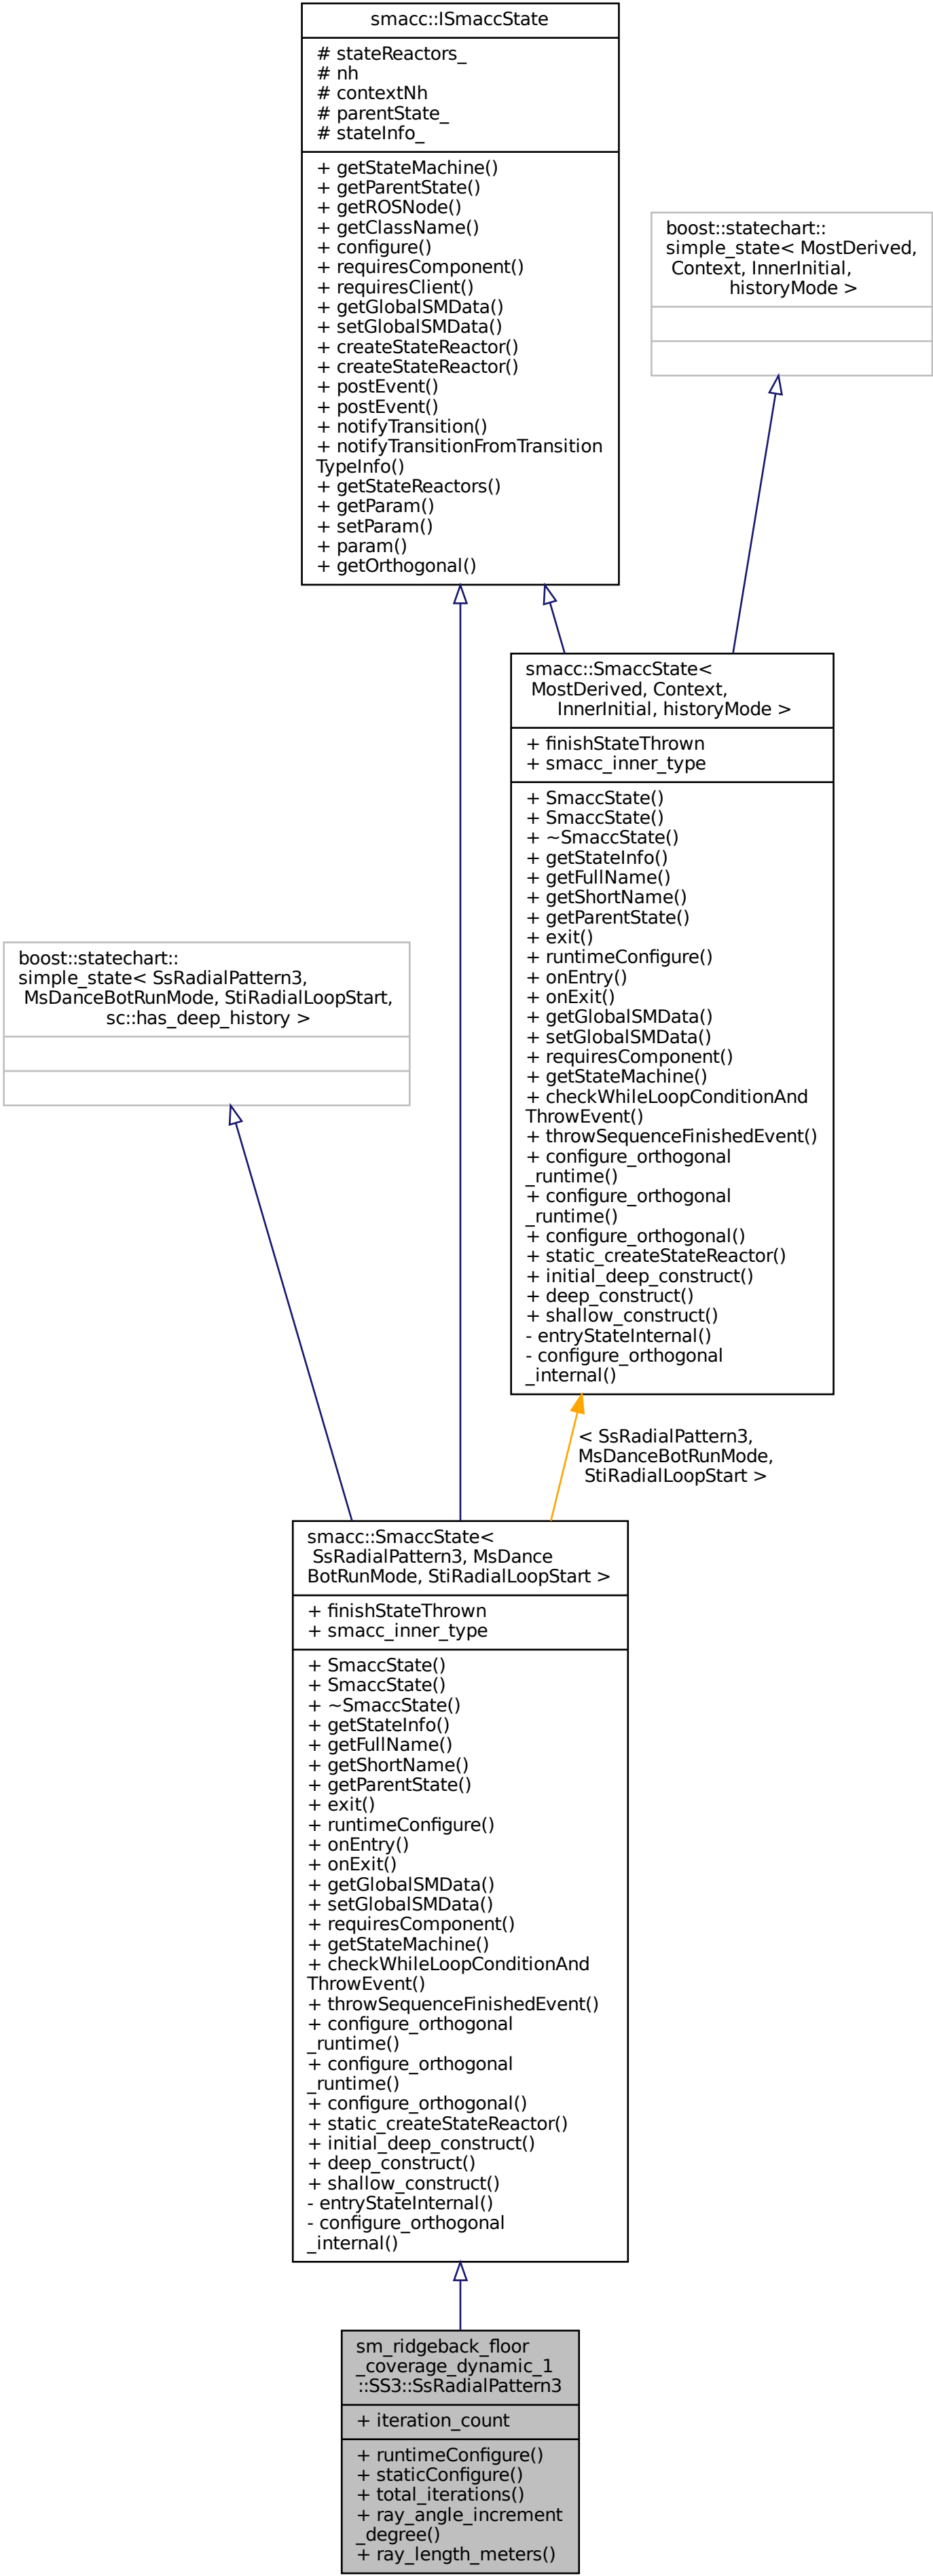 smacc::ISmaccState
# stateReactors_
# nh
# contextNh
# parentState_
# stateInfo_
+ getStateMachine()
+ getParentState()
+ getROSNode()
+ getClassName()
+ configure()
+ requiresComponent()
+ requiresClient()
+ getGlobalSMData()
+ setGlobalSMData()
+ createStateReactor()
+ createStateReactor()
+ postEvent()
+ postEvent()
+ notifyTransition()
+ notifyTransitionFromTransition
TypeInfo()
+ getStateReactors()
+ getParam()
+ setParam()
+ param()
+ getOrthogonal()
boost::statechart::
simple_state< MostDerived,
Context, InnerInitial,
historyMode >
smacc::SmaccState<
MostDerived, Context,
InnerInitial, historyMode >
+ finishStateThrown
+ smacc_inner_type
+ SmaccState()
+ SmaccState()
+ ~SmaccState()
+ getStateInfo()
+ getFullName()
+ getShortName()
+ getParentState()
+ exit()
+ runtimeConfigure()
+ onEntry()
+ onExit()
+ getGlobalSMData()
+ setGlobalSMData()
+ requiresComponent()
+ getStateMachine()
+ checkWhileLoopConditionAnd
ThrowEvent()
+ throwSequenceFinishedEvent()
+ configure_orthogonal
_runtime()
+ configure_orthogonal
_runtime()
+ configure_orthogonal()
+ static_createStateReactor()
+ initial_deep_construct()
+ deep_construct()
+ shallow_construct()
- entryStateInternal()
- configure_orthogonal
_internal()
boost::statechart::
simple_state< SsRadialPattern3,
MsDanceBotRunMode, StiRadialLoopStart,
sc::has_deep_history >
< SsRadialPattern3,
MsDanceBotRunMode,
StiRadialLoopStart >
smacc::SmaccState<
SsRadialPattern3, MsDance
BotRunMode, StiRadialLoopStart >
+ finishStateThrown
+ smacc_inner_type
+ SmaccState()
+ SmaccState()
+ ~SmaccState()
+ getStateInfo()
+ getFullName()
+ getShortName()
+ getParentState()
+ exit()
+ runtimeConfigure()
+ onEntry()
+ onExit()
+ getGlobalSMData()
+ setGlobalSMData()
+ requiresComponent()
+ getStateMachine()
+ checkWhileLoopConditionAnd
ThrowEvent()
+ throwSequenceFinishedEvent()
+ configure_orthogonal
_runtime()
+ configure_orthogonal
_runtime()
+ configure_orthogonal()
+ static_createStateReactor()
+ initial_deep_construct()
+ deep_construct()
+ shallow_construct()
- entryStateInternal()
- configure_orthogonal
_internal()
sm_ridgeback_floor
_coverage_dynamic_1
::SS3::SsRadialPattern3
+ iteration_count
+ runtimeConfigure()
+ staticConfigure()
+ total_iterations()
+ ray_angle_increment
_degree()
+ ray_length_meters()